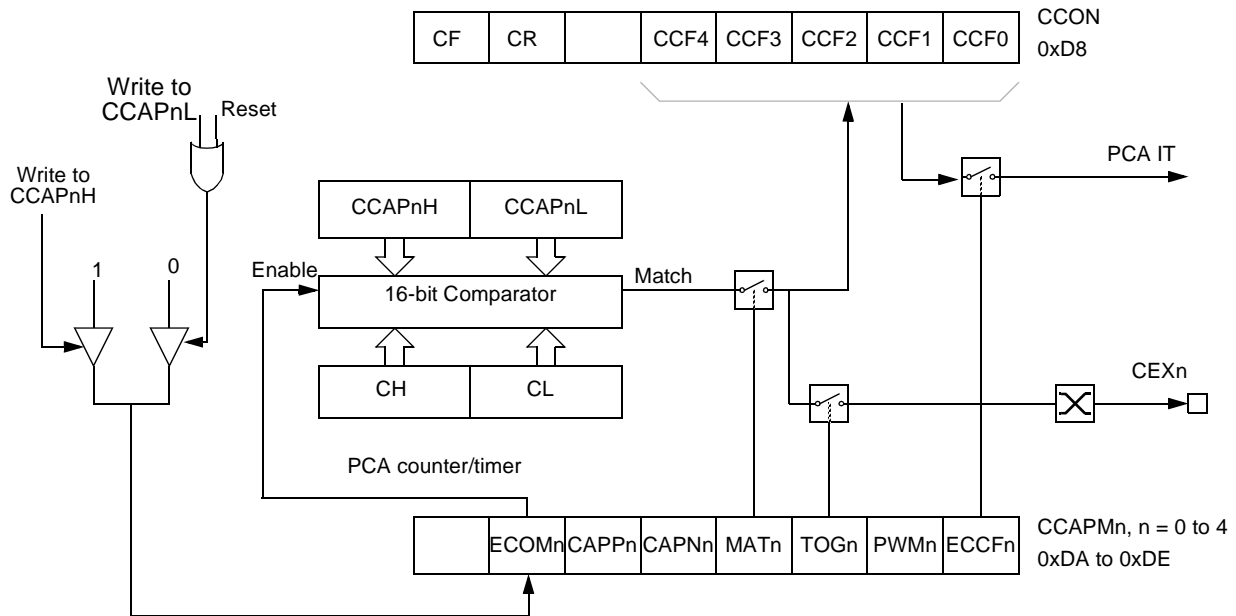 CF CR CCF4 CCF3 CCF2 CCF1 CCF0
CCON
0xD8
Write to
CCAPnL
Reset
Write to
CCAPnH
PCA IT
CCAPnH CCAPnL
1
0
Enable
16-bit Comparator
Match
CH CL
CEXn
PCA counter/timer
ECOMn CAPPn CAPNn MATn TOGn PWMn ECCFn
CCAPMn, n = 0 to 4
0xDA to 0xDE